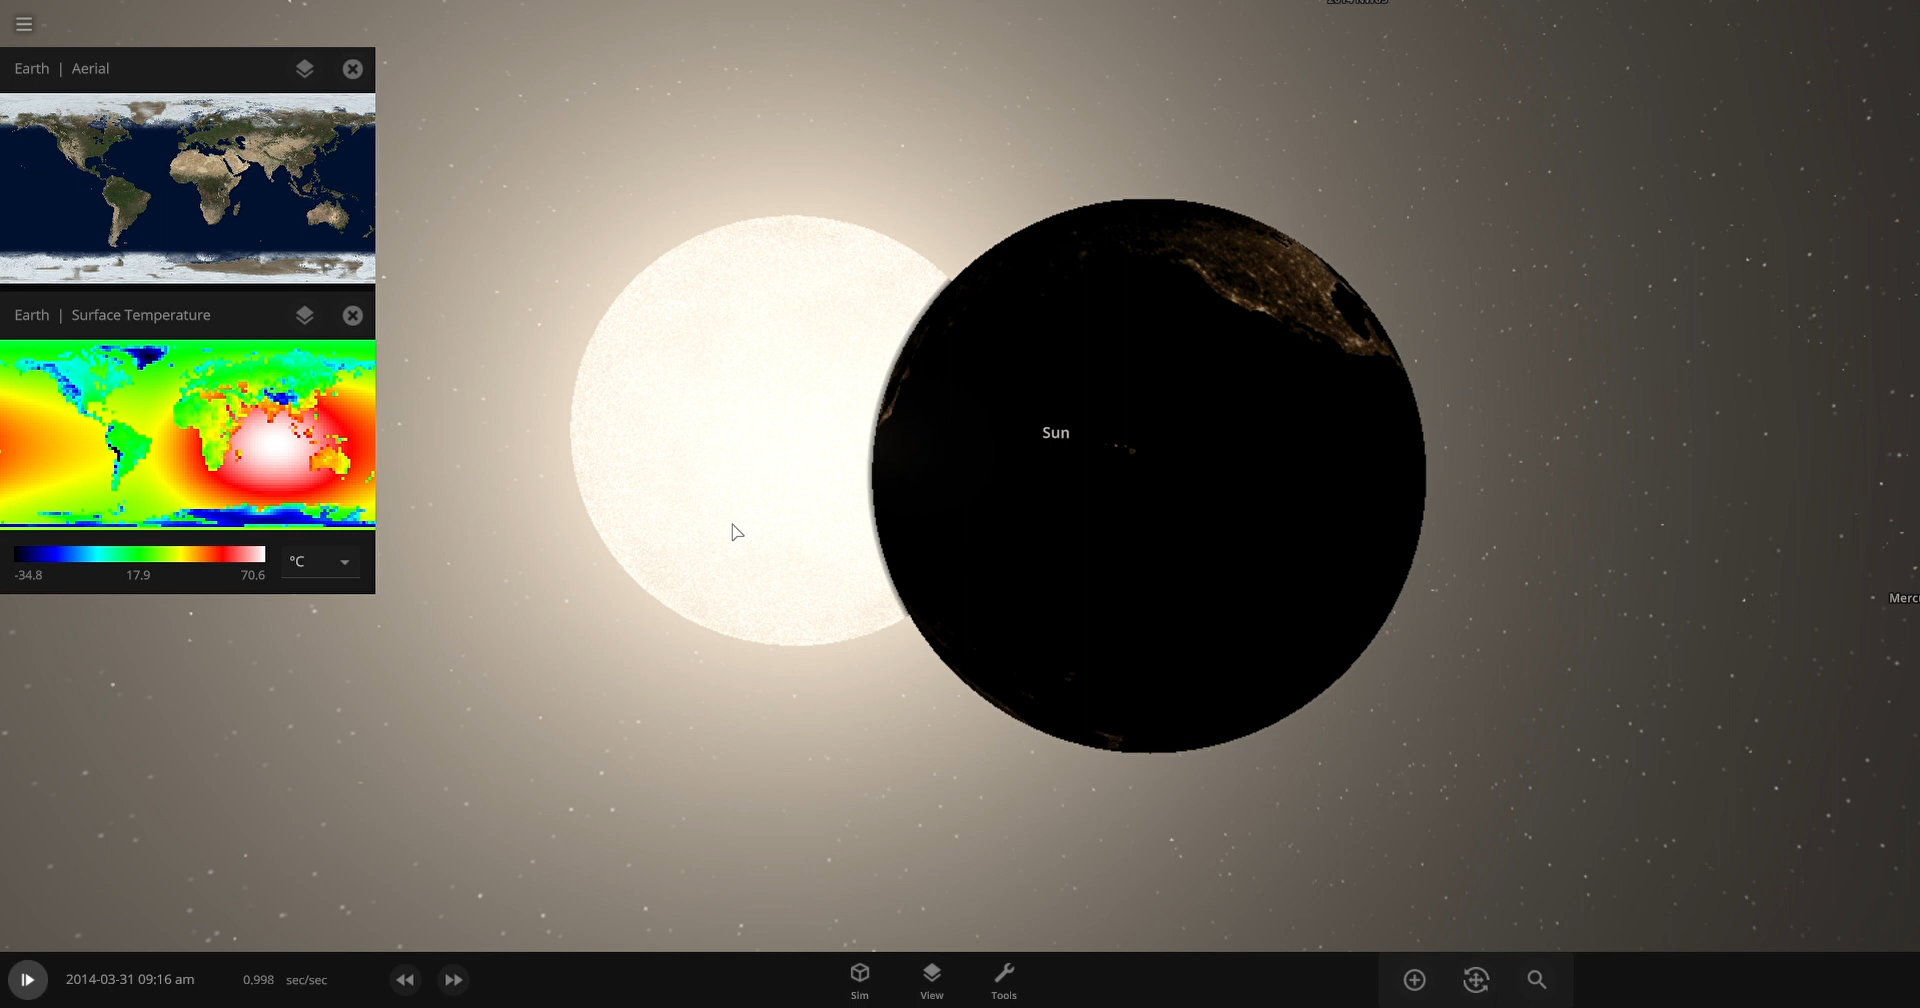 Earth | Aerial
Earth | Surface Temperature
-34.8 17.9 70.6
°C
Sun
2014-03-31 09:16 am 0.998 sec/sec
Sim View Tools